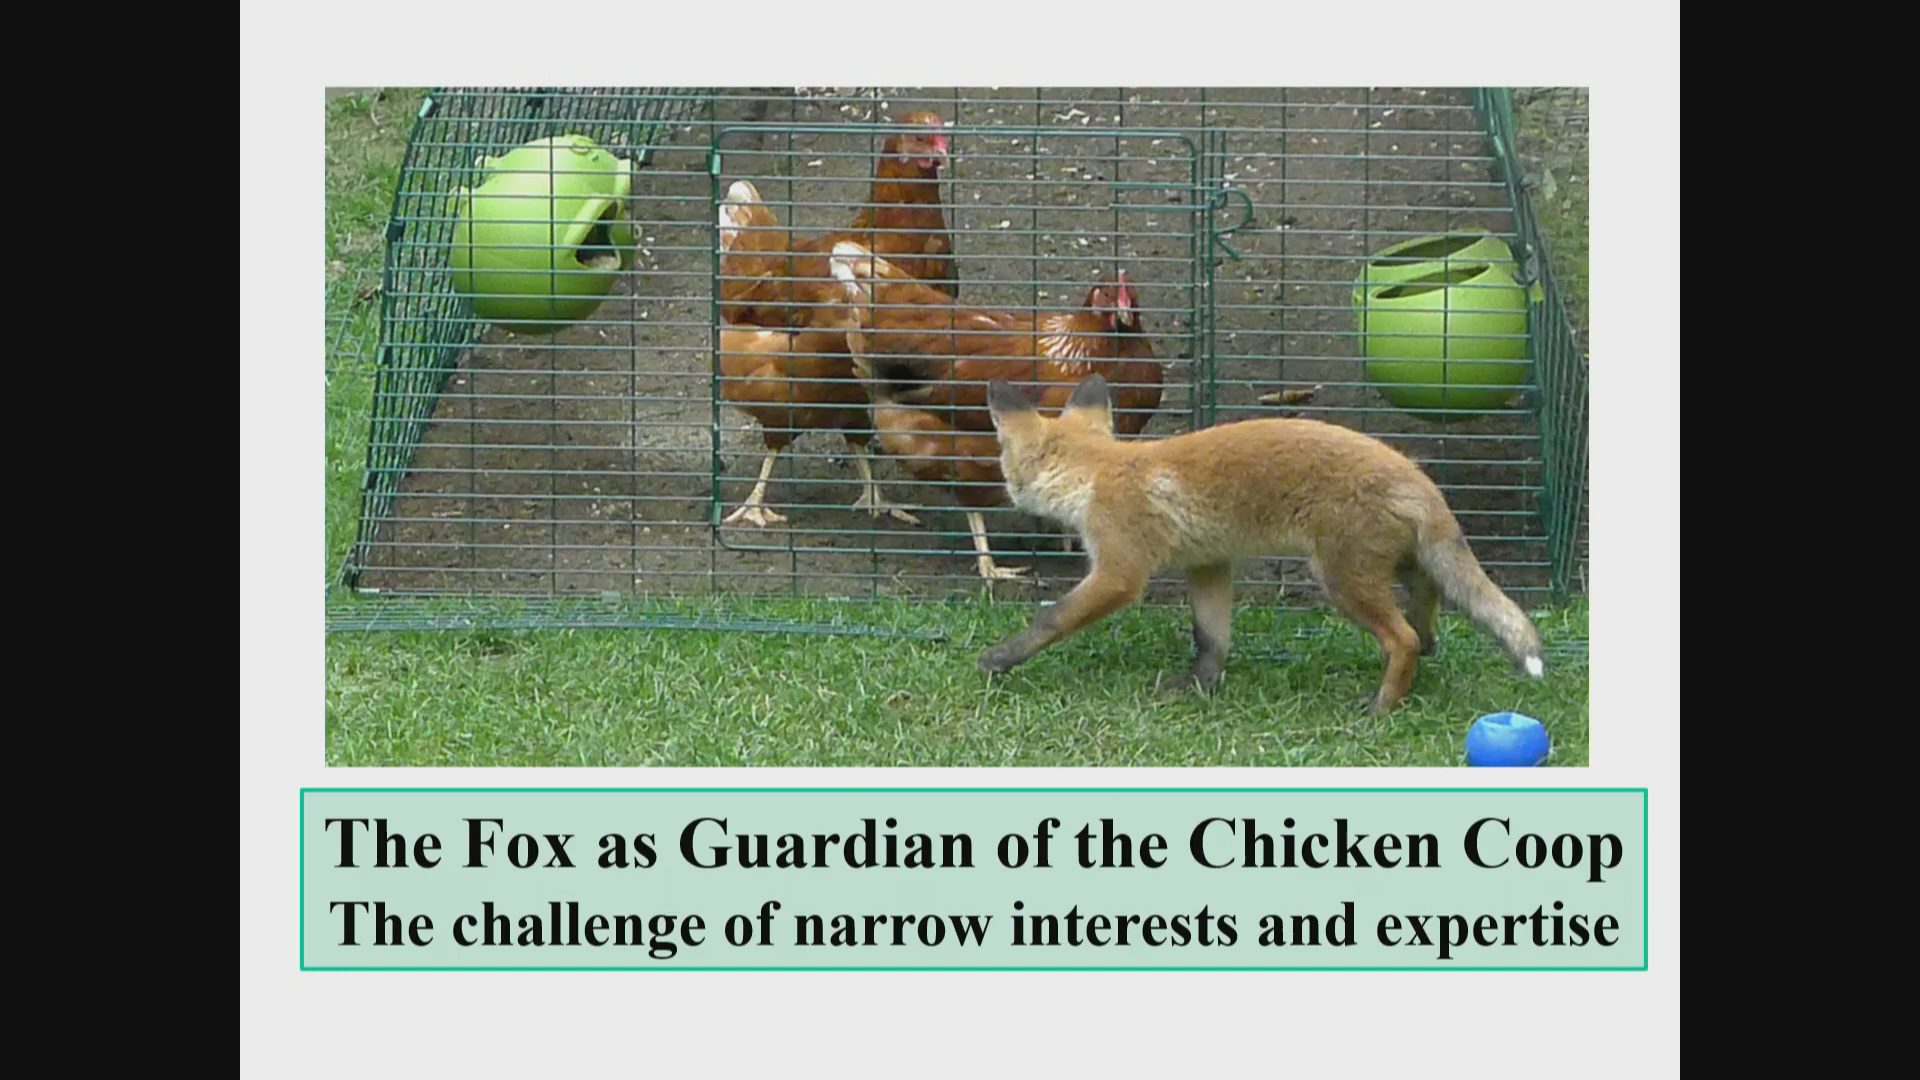 The Fox as Guardian of the Chicken Coop
The challenge of narrow interests and expertise